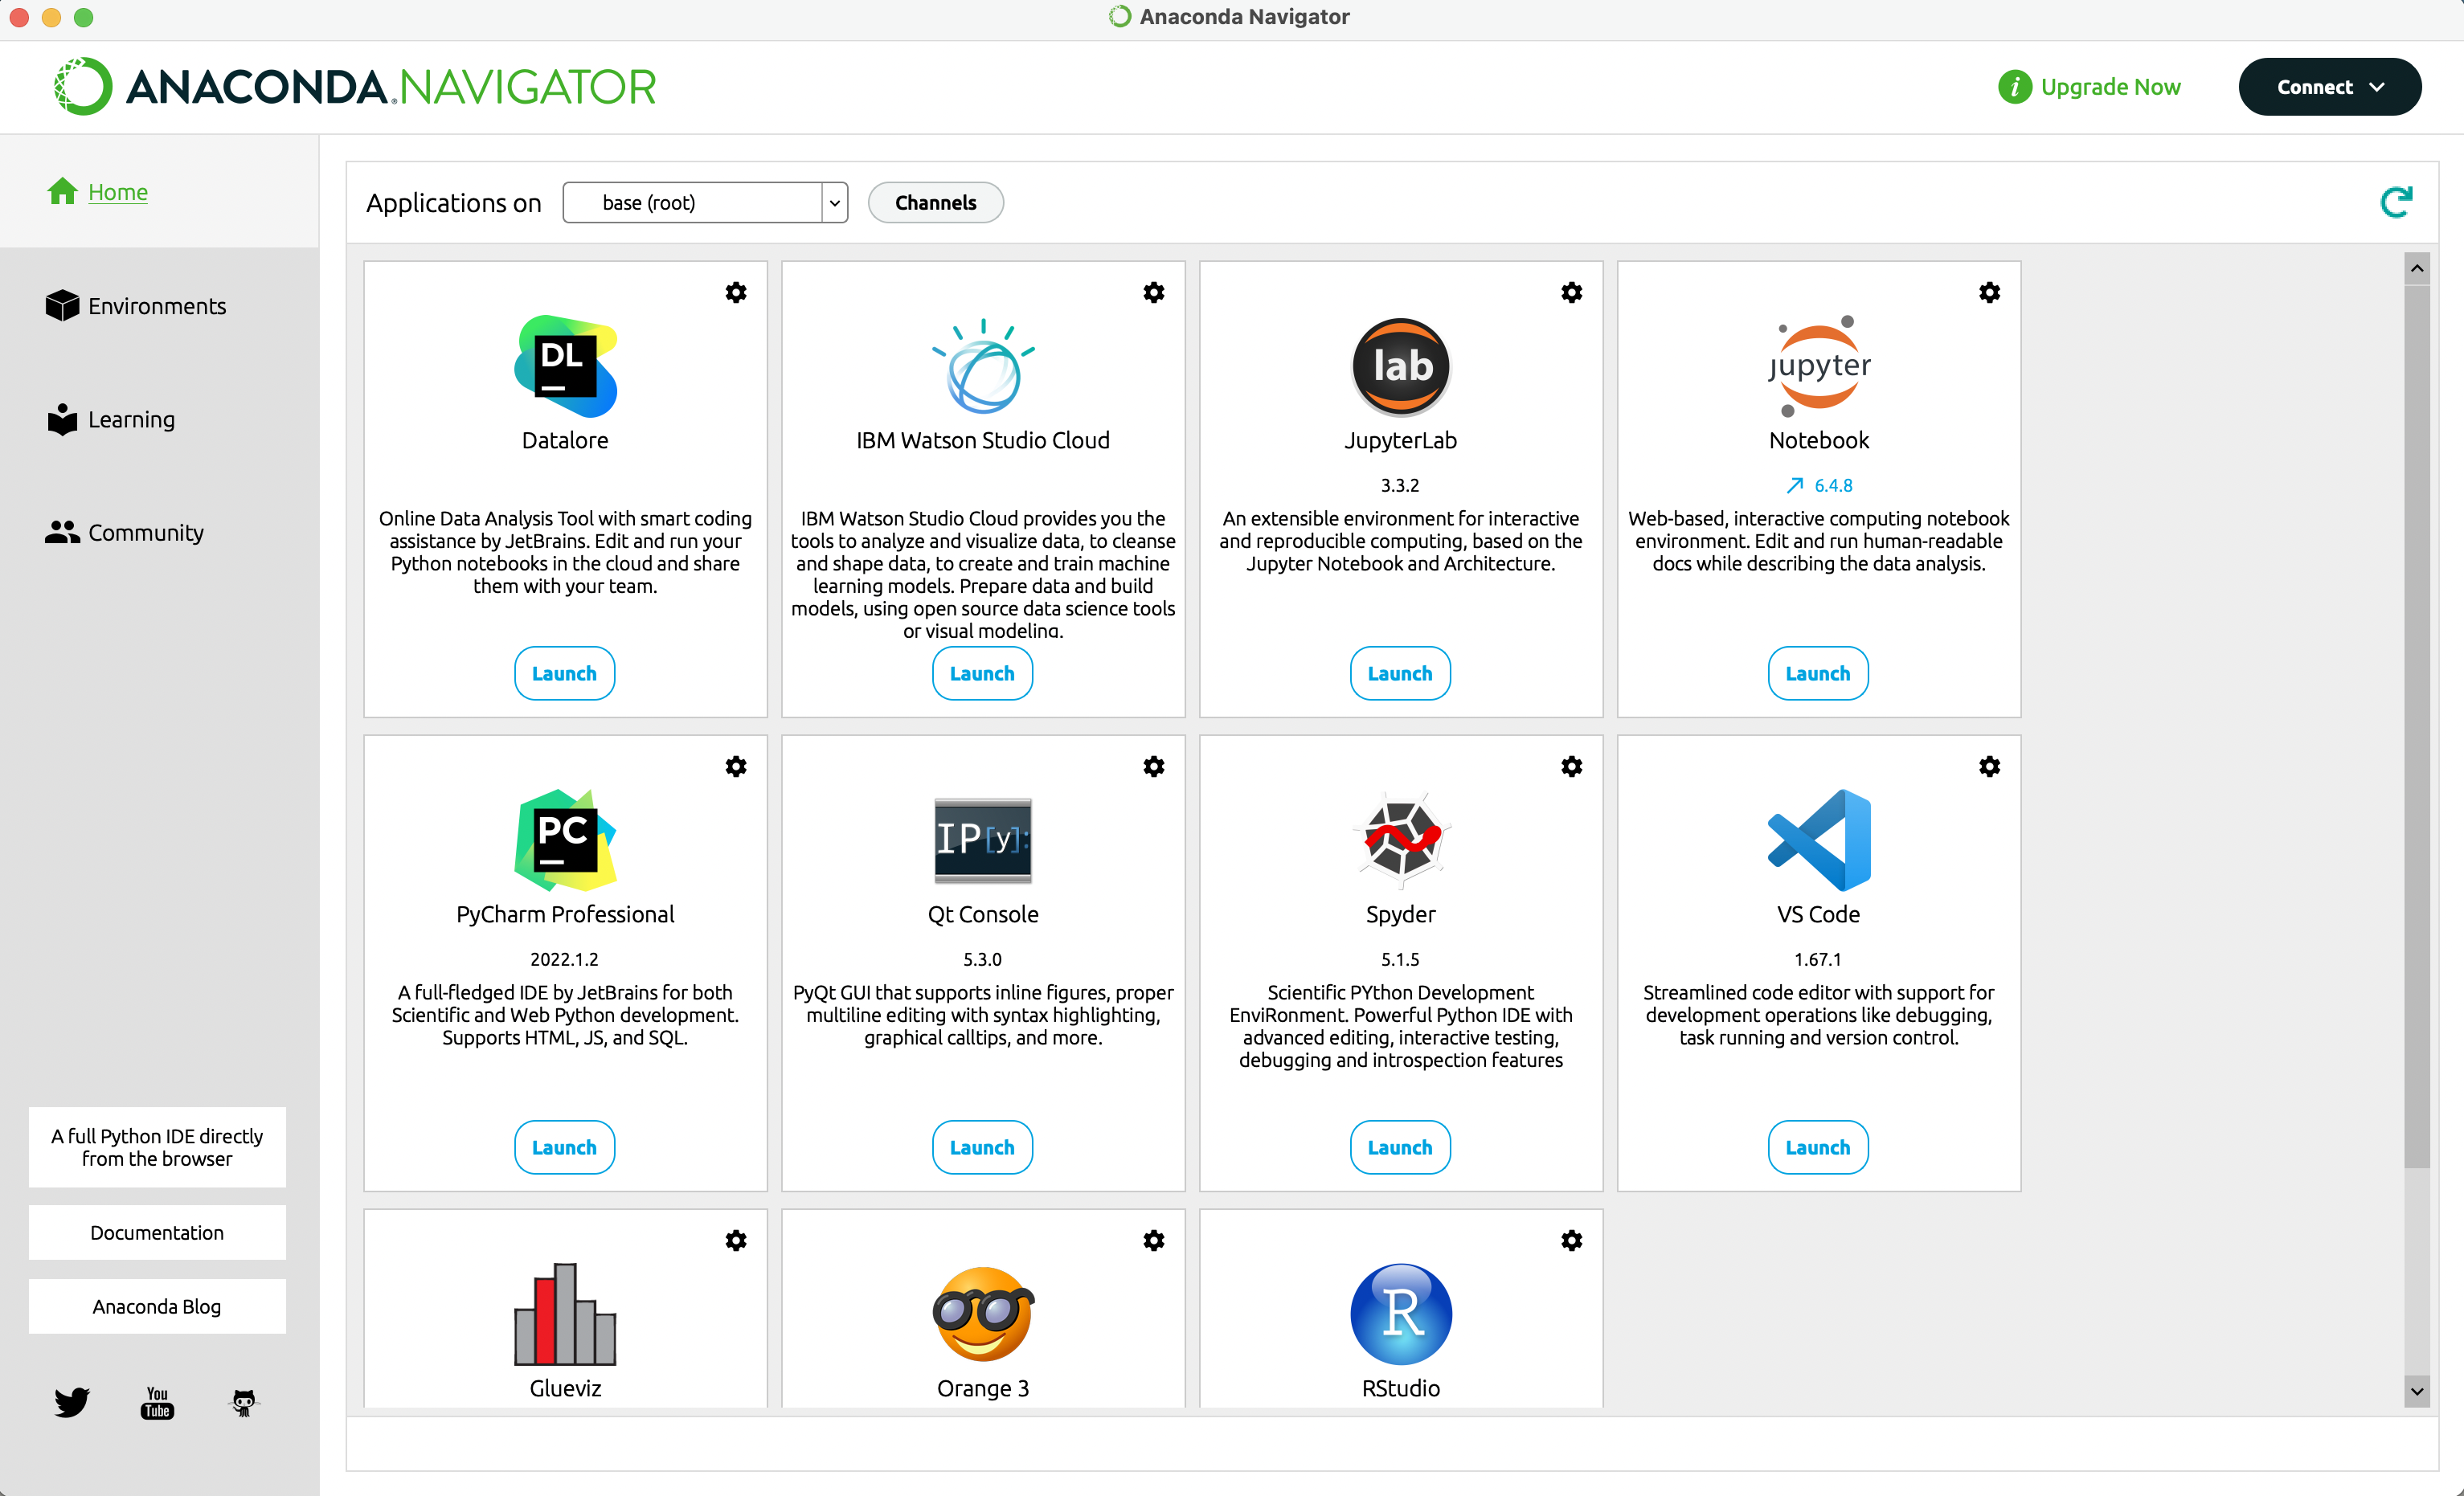 Anaconda Navigator
ANACONDA.NAVIGATOR
i Upgrade Now
Connect
Home
Environments
Learning
Community
A full Python IDE directly
from the browser
Documentation
Anaconda Blog
You
Tube
Applications on
base (root)
Channels
DL
Datalore
Online Data Analysis Tool with smart coding
assistance by JetBrains. Edit and run your
Python notebooks in the cloud and share
them with your team.
Launch
IBM Watson Studio Cloud
IBM Watson Studio Cloud provides you the
tools to analyze and visualize data, to cleanse
and shape data, to create and train machine
learning models. Prepare data and build
models, using open source data science tools
or visual modeling.
Launch
lab
JupyterLab
3.3.2
An extensible environment for interactive
and reproducible computing, based on the
Jupyter Notebook and Architecture.
Launch
jupyter
Notebook
6.4.8
Web-based, interactive computing notebook
environment. Edit and run human-readable
docs while describing the data analysis.
Launch
PC
PyCharm Professional
2022.1.2
A full-fledged IDE by JetBrains for both
Scientific and Web Python development.
Supports HTML, JS, and SQL.
Launch
IP[y]:
Qt Console
5.3.0
PyQt GUI that supports inline figures, proper
multiline editing with syntax highlighting,
graphical calltips, and more.
Launch
Spyder
5.1.5
Scientific PYthon Development
EnviRonment. Powerful Python IDE with
advanced editing, interactive testing,
debugging and introspection features
Launch
VS Code
1.67.1
Streamlined code editor with support for
development operations like debugging,
task running and version control.
Launch
Glueviz
Orange 3
R
RStudio